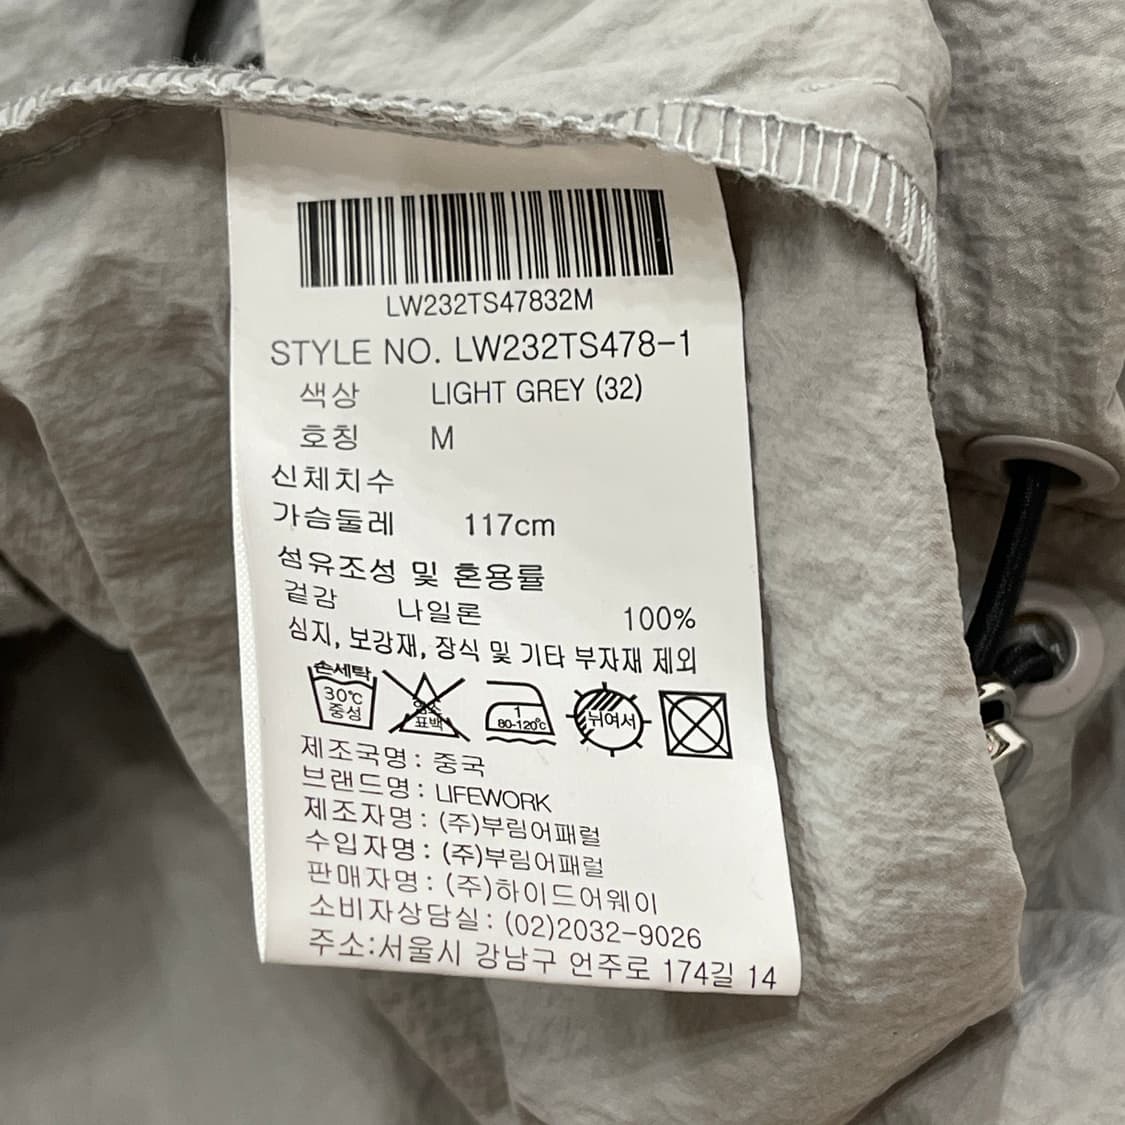 LW232TS47832M
STYLE NO. LW232TS478-1
색상 LIGHT GREY (32)
호칭 M
신체치수
가슴둘레 117cm
섬유조성 및 혼용률
겉감 나일론 100%
심지, 보강재, 장식 및 기타 부자재 제외
손세탁
30℃
중성
염소
표백
1
80-120℃
뉘여서
제조국명: 중국
브랜드명: LIFEWORK
제조자명: (주)부림어패럴
수입자명: (주)부림어패럴
판매자명: (주)하이드어웨이
소비자상담실: (02)2032-9026
주소:서울시 강남구 언주로 174길 14